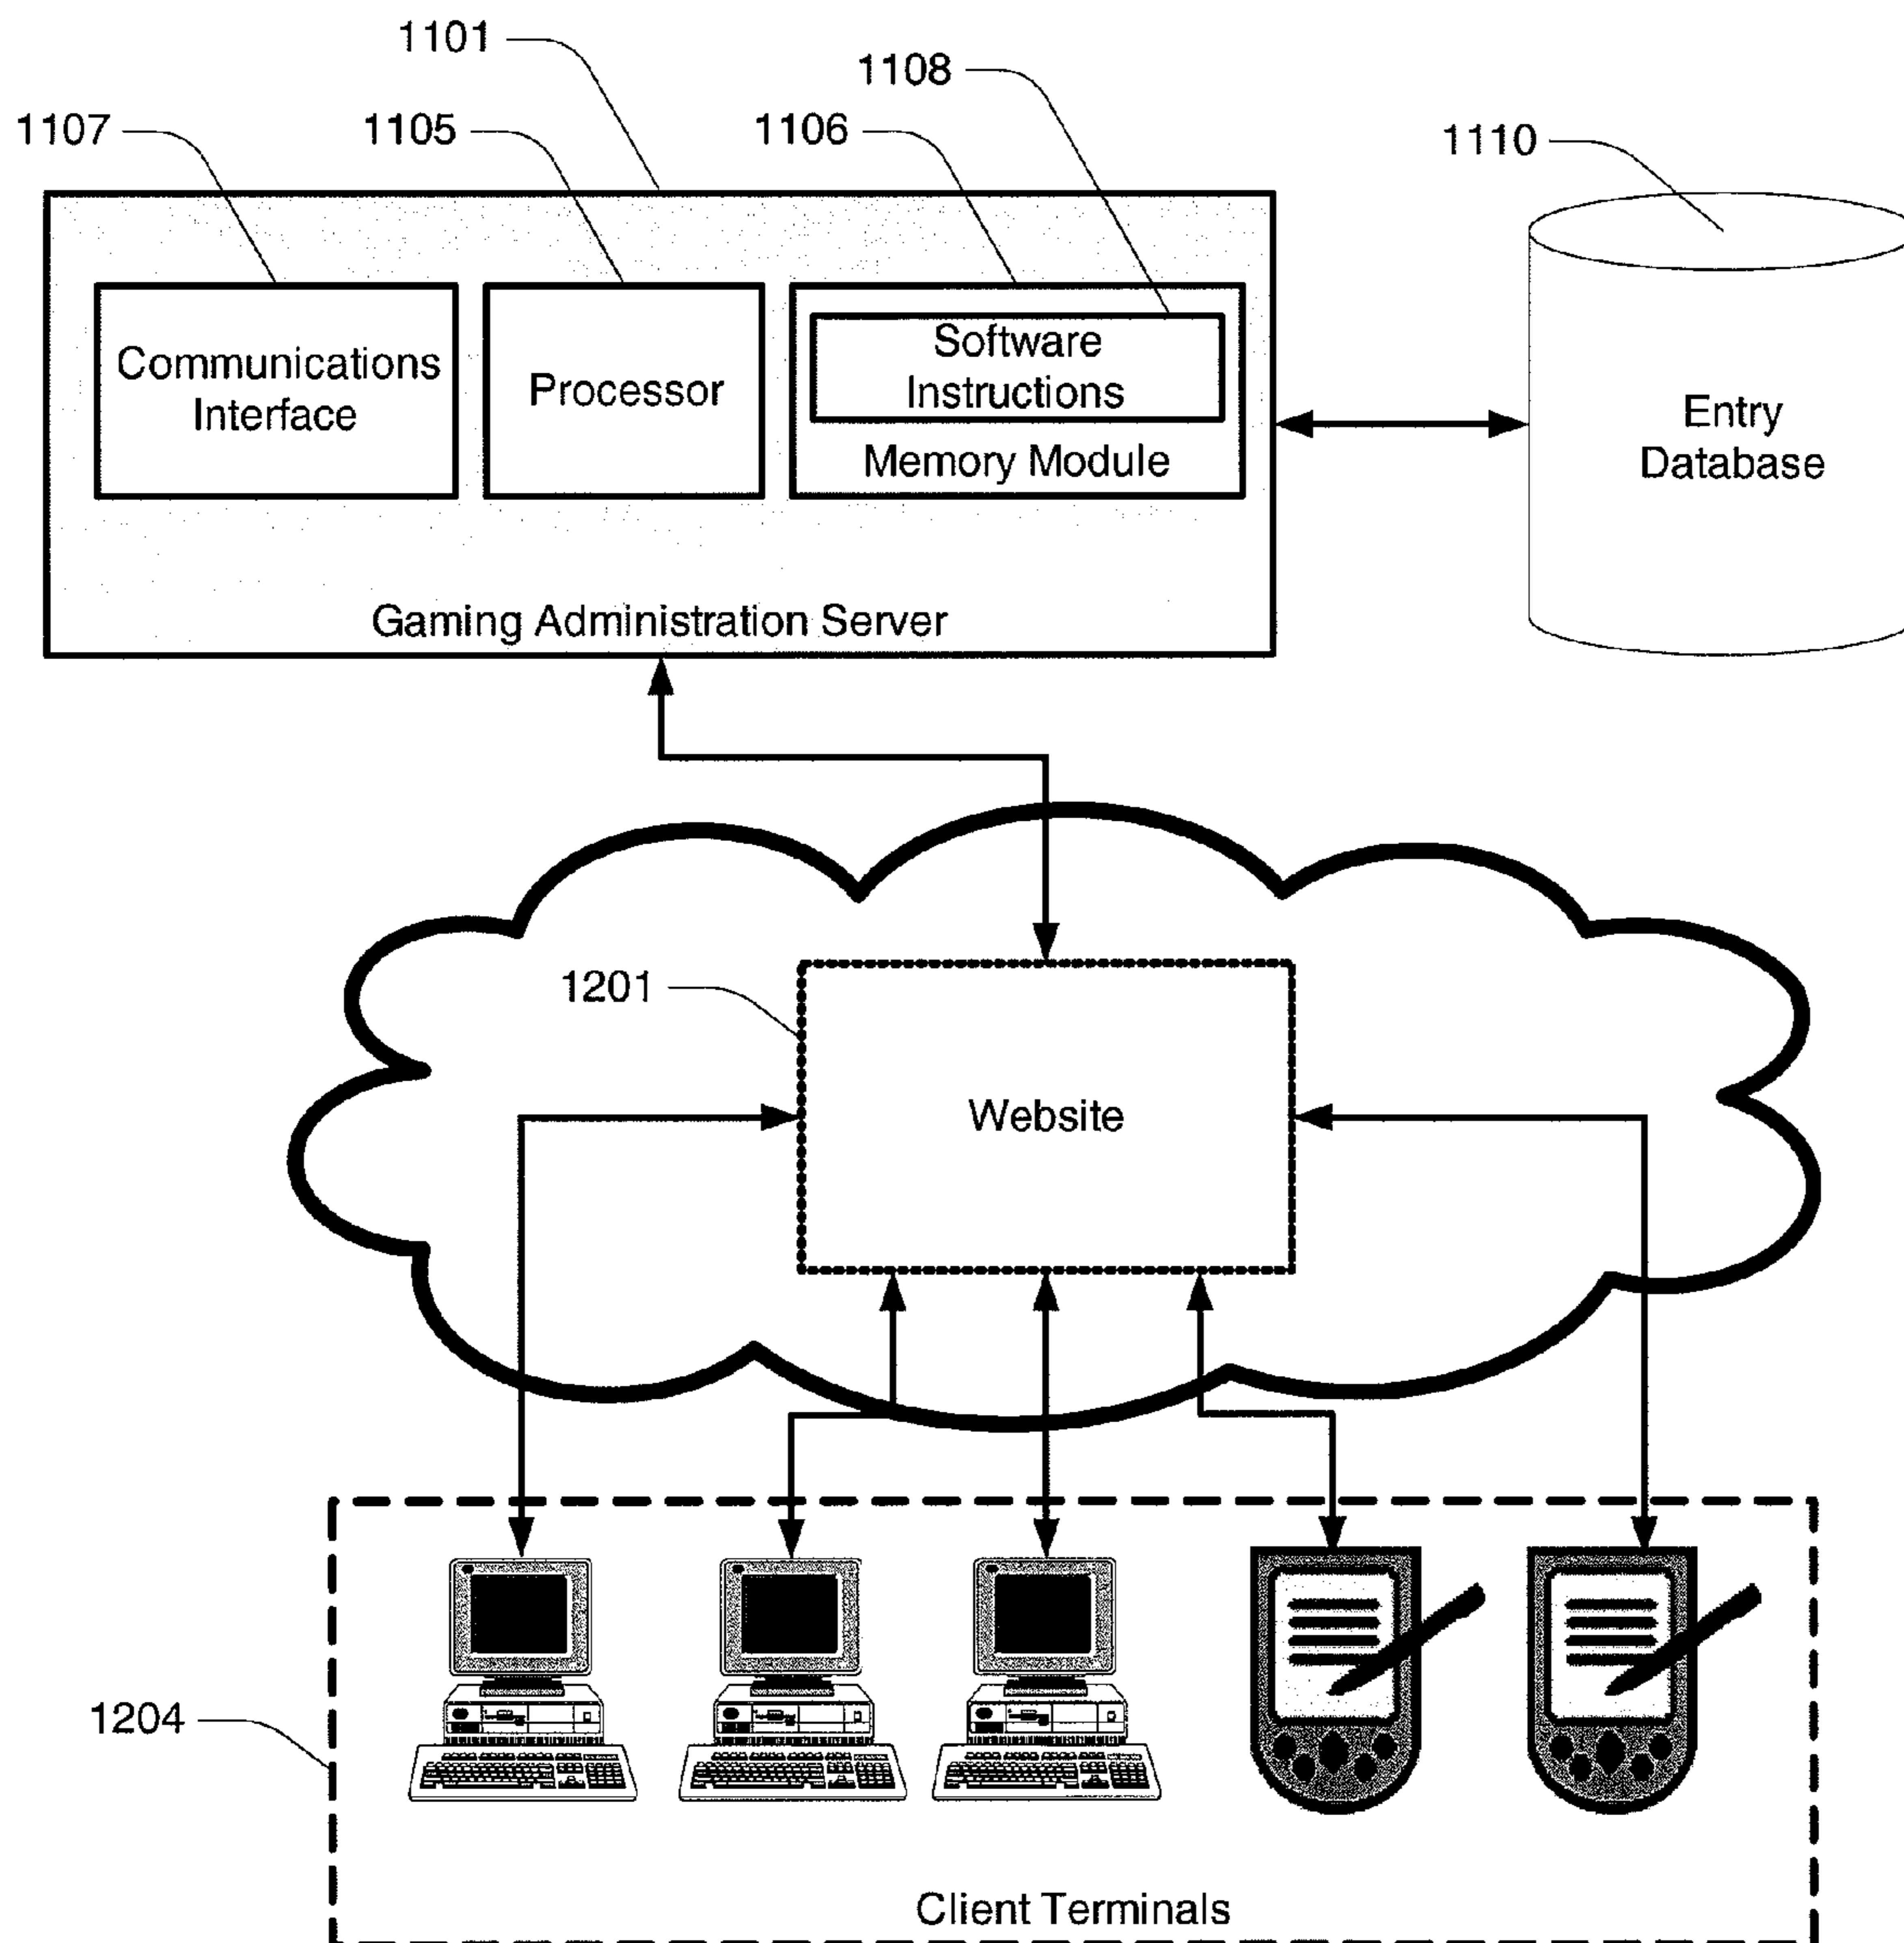 1101
1108
1107
1105
1106
1110
Communications
Interface
Processor
Software
Instructions
Memory Module
Entry
Database
Gaming Administration Server
1201
Website
1204
Client Terminals